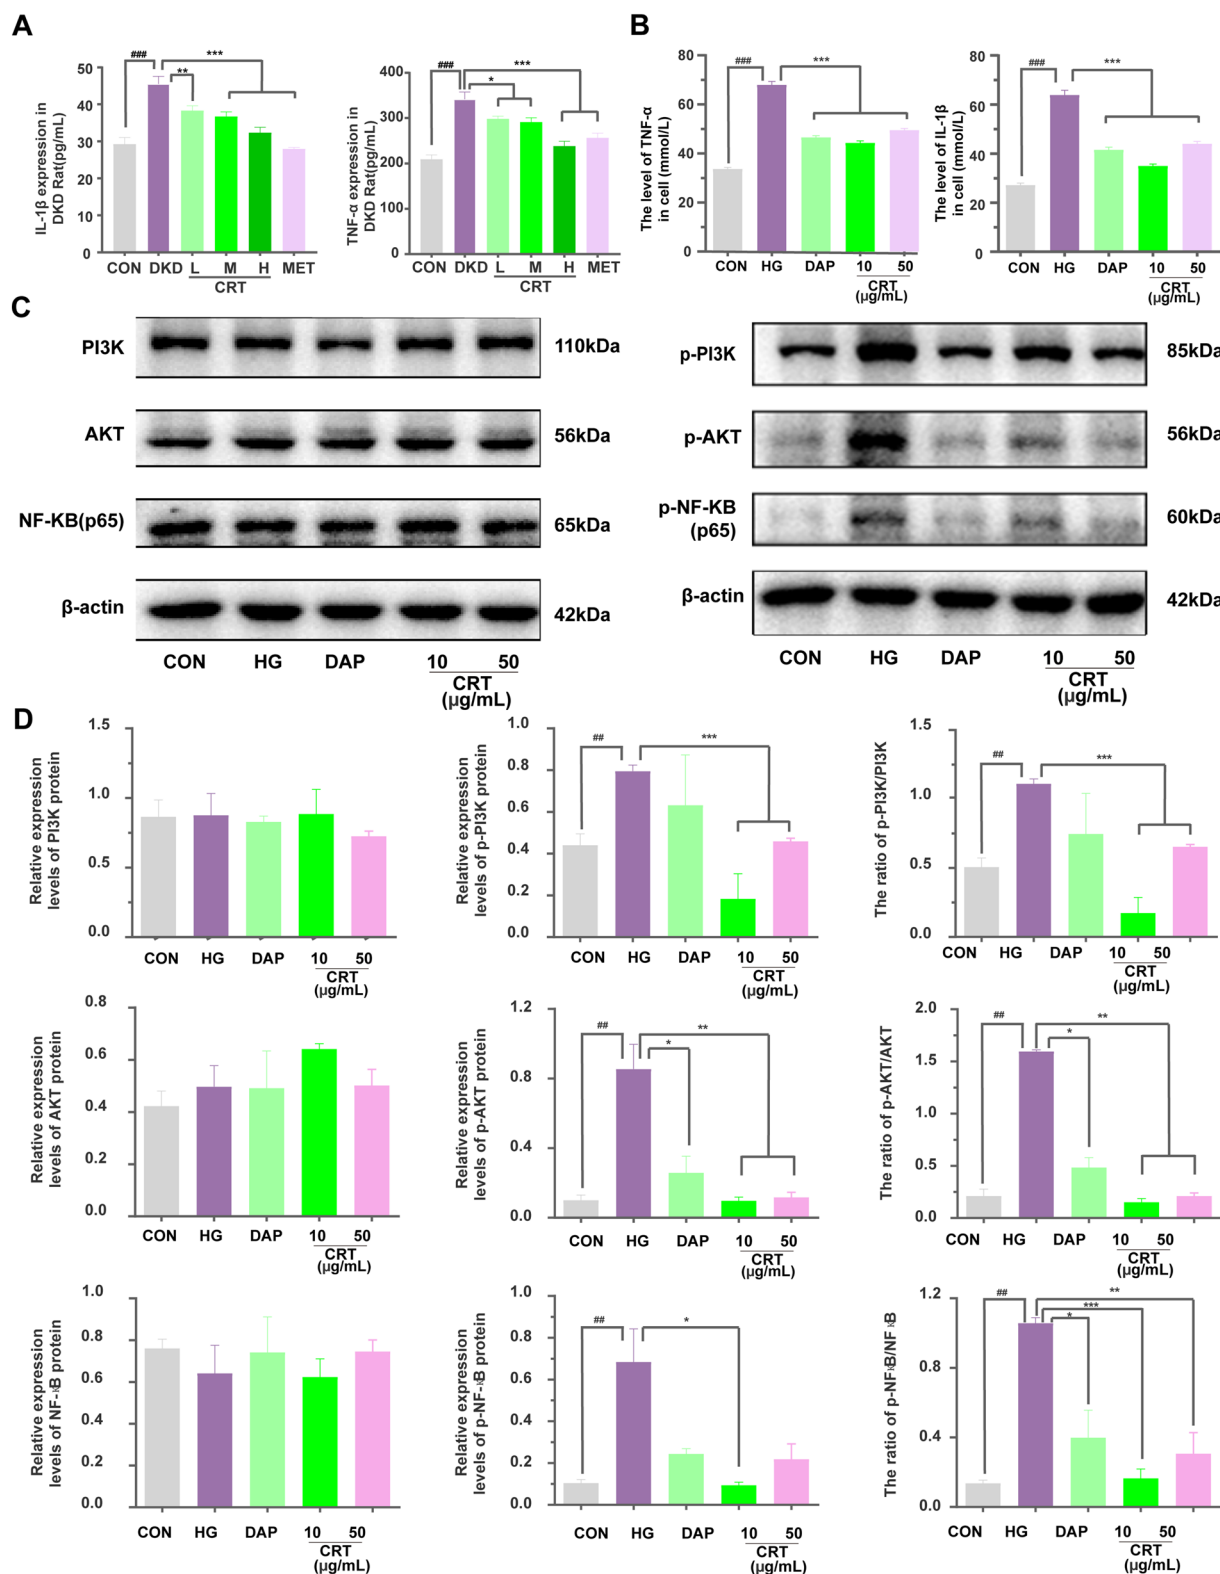 A
IL-1β expression in
DKD Rat(pg/mL)
60
50
40
30
20
10
0
###
**
***
CON DKD L M H MET
CRT
TNF-α expression in
DKD Rat(pg/mL)
400
300
200
100
0
###
*
***
CON DKD L M H MET
CRT
B
The level of TNF-α
in cell (mmol/L)
80
60
40
20
0
###
***
CON HG DAP 10 50
CRT
(μg/mL)
The level of IL-1β
in cell (mmol/L)
80
60
40
20
0
###
***
CON HG DAP 10 50
CRT
(μg/mL)
C
PI3K 110kDa
AKT 56kDa
NF-KB(p65) 65kDa
β-actin 42kDa
CON HG DAP 10 50
CRT
(μg/mL)
p-PI3K 85kDa
p-AKT 56kDa
p-NF-KB
(p65)
60kDa
β-actin 42kDa
CON HG DAP 10 50
CRT
(μg/mL)
D
Relative expression
levels of PI3K protein
1.5
1.0
0.5
0.0
CON HG DAP 10 50
CRT
(μg/mL)
Relative expression
levels of p-PI3K protein
1.0
0.8
0.6
0.4
0.2
0.0
##
***
CON HG DAP 10 50
CRT
(μg/mL)
The ratio of p-PI3K/PI3K
1.5
1.0
0.5
0.0
##
***
CON HG DAP 10 50
CRT
(μg/mL)
Relative expression
levels of AKT protein
0.8
0.6
0.4
0.2
0.0
CON HG DAP 10 50
CRT
(μg/mL)
Relative expression
levels of p-AKT protein
1.2
0.8
0.4
0.0
##
**
*
CON HG DAP 10 50
CRT
(μg/mL)
The ratio of p-AKT/AKT
2.0
1.5
1.0
0.5
0.0
##
**
*
CON HG DAP 10 50
CRT
(μg/mL)
Relative expression
levels of NF-κB protein
1.0
0.8
0.6
0.4
0.2
0.0
CON HG DAP 10 50
CRT
(μg/mL)
Relative expression
levels of p-NF-κB protein
1.0
0.8
0.6
0.4
0.2
0.0
##
*
CON HG DAP 10 50
CRT
(μg/mL)
The ratio of p-NFκB/NFκB
1.2
0.8
0.4
0.0
##
**
***
*
CON HG DAP 10 50
CRT
(μg/mL)